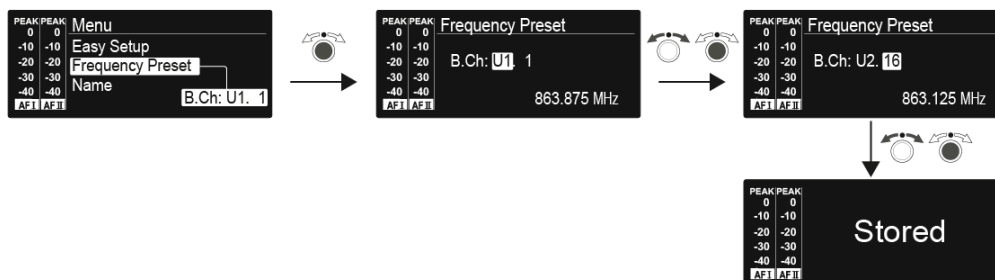 PEAK PEAK Menu
0 0
-10 -10 Easy Setup
-20 -20 Frequency Preset
-30 -30 Name
-40 -40 B.Ch: U1. 1
AF I AF II
PEAK PEAK Frequency Preset
0 0
-10 -10
-20 -20 B.Ch: U1. 1
-30 -30
-40 -40 863.875 MHz
AF I AF II
PEAK PEAK Frequency Preset
0 0
-10 -10
-20 -20 B.Ch: U2. 16
-30 -30
-40 -40 863.125 MHz
AF I AF II
PEAK PEAK
0 0
-10 -10
-20 -20 Stored
-30 -30
-40 -40
AF I AF II